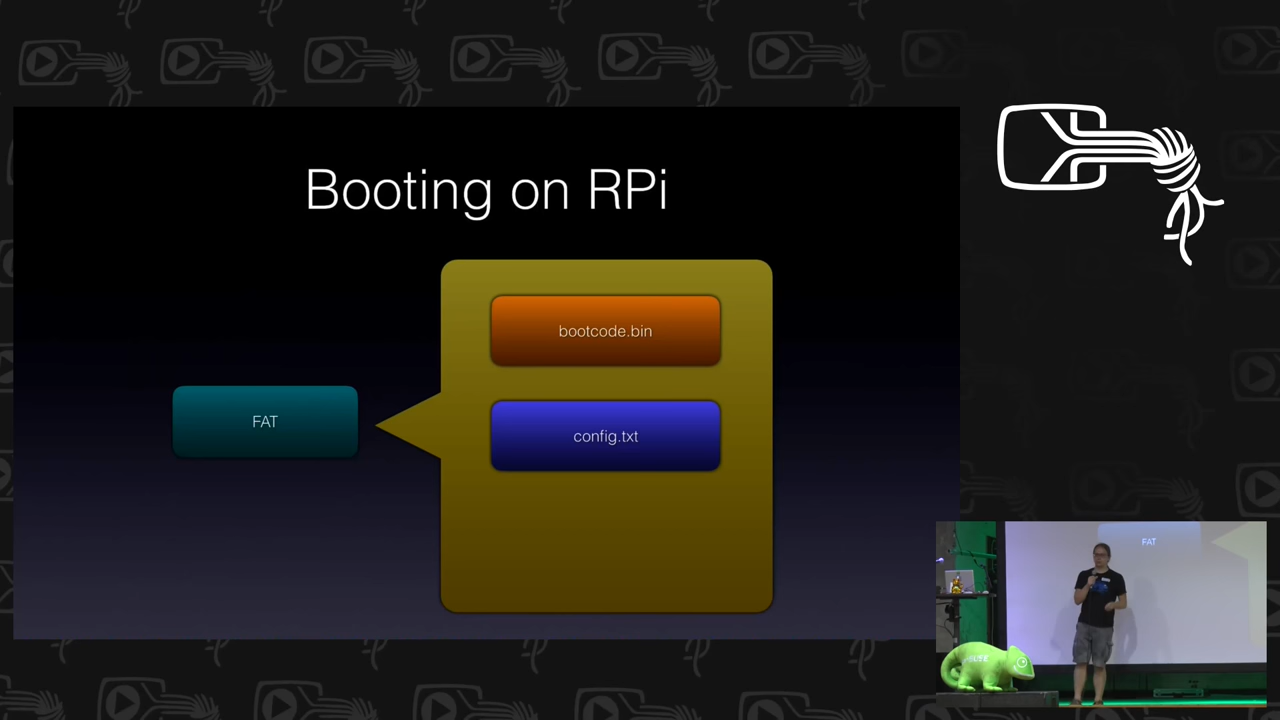 Booting on RPi
bootcode.bin
FAT
config.txt
FAT